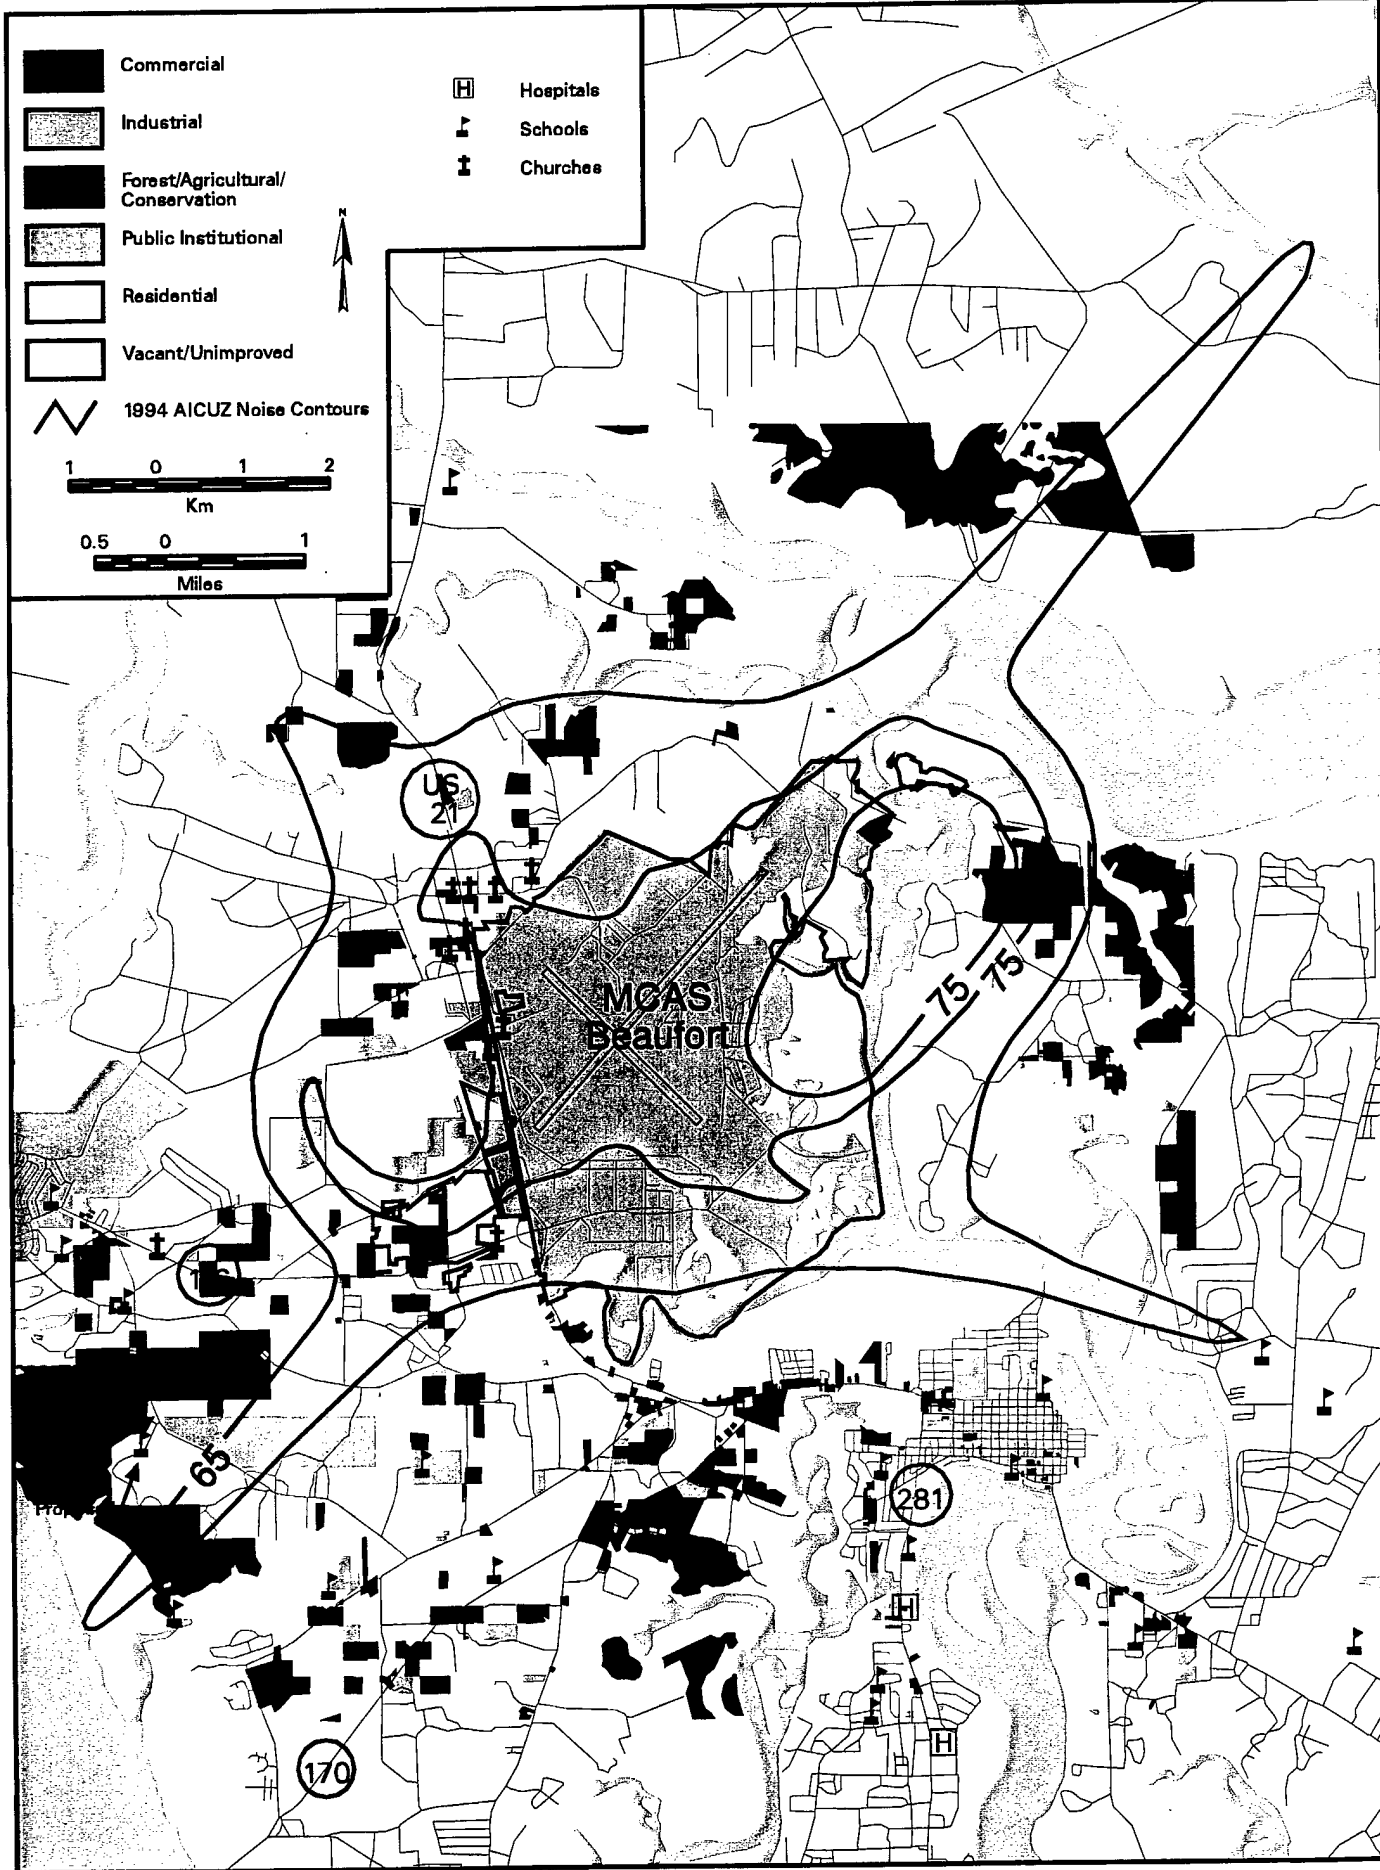 Commercial
Industrial
Forest/Agricultural/
Conservation
Public Institutional
Residential
Vacant/Unimproved
1994 AICUZ Noise Contours
H Hospitals
Schools
Churches
N
1 0 1 2
Km
0.5 0 1
Miles
US
21
MCAS
Beaufort
75
75
65
281
H
H
170